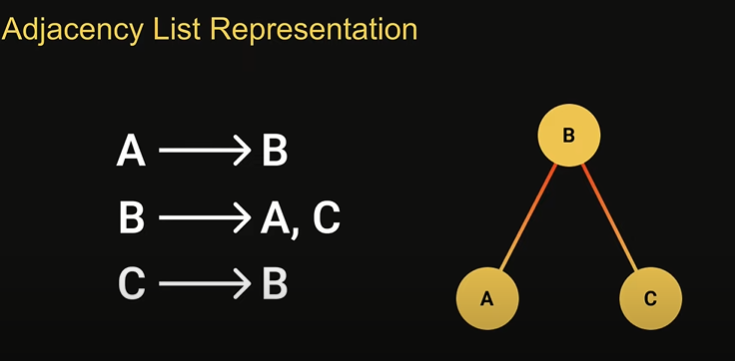 Adjacency List Representation
A ⟶ B
B ⟶ A, C
C ⟶ B
B
A
C